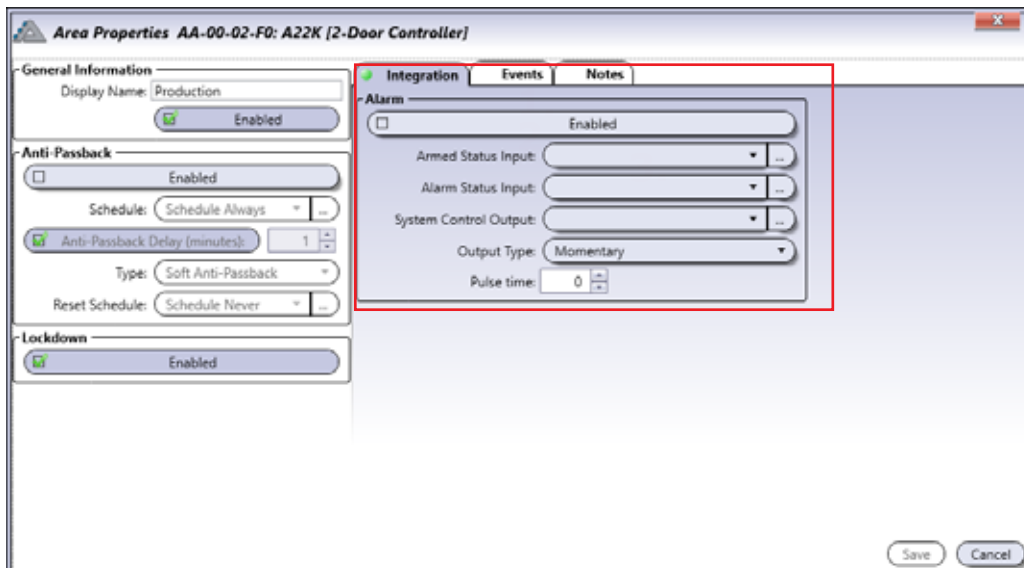 Area Properties AA-00-02-F0: A22K [2-Door Controller]
General Information
Display Name: Production
Enabled
Anti-Passback
Enabled
Schedule: Schedule Always ...
Anti-Passback Delay (minutes): 1
Type: Soft Anti-Passback
Reset Schedule: Schedule Never ...
Lockdown
Enabled
Integration Events Notes
Alarm
Enabled
Armed Status Input: ...
Alarm Status Input: ...
System Control Output: ...
Output Type: Momentary
Pulse time: 0
Save Cancel